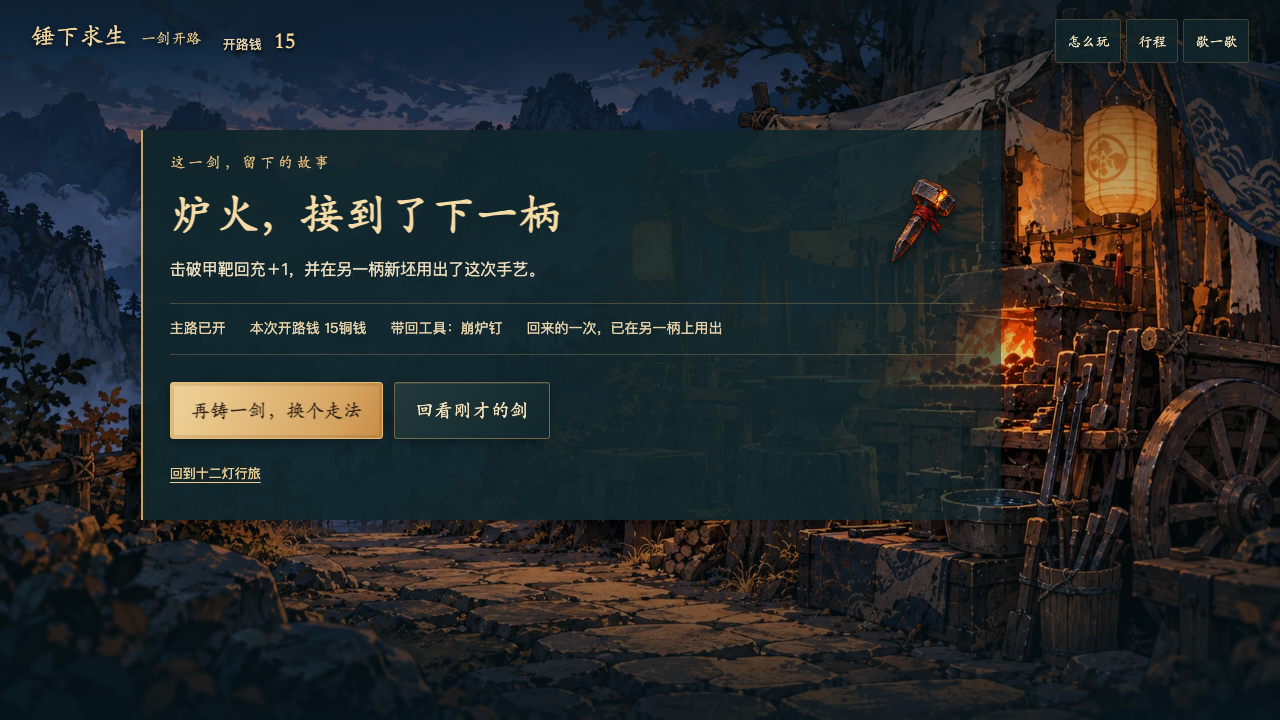 锤下求生 一剑开路 开路钱 15 怎么玩 行程 歇一歇
这一剑，留下的故事
炉火，接到了下一柄
击破甲靶回充＋1，并在另一柄新坯用出了这次手艺。
主路已开 本次开路钱 15铜钱 带回工具：崩炉钉 回来的一次，已在另一柄上用出
再铸一剑，换个走法 回看刚才的剑
回到十二灯行旅